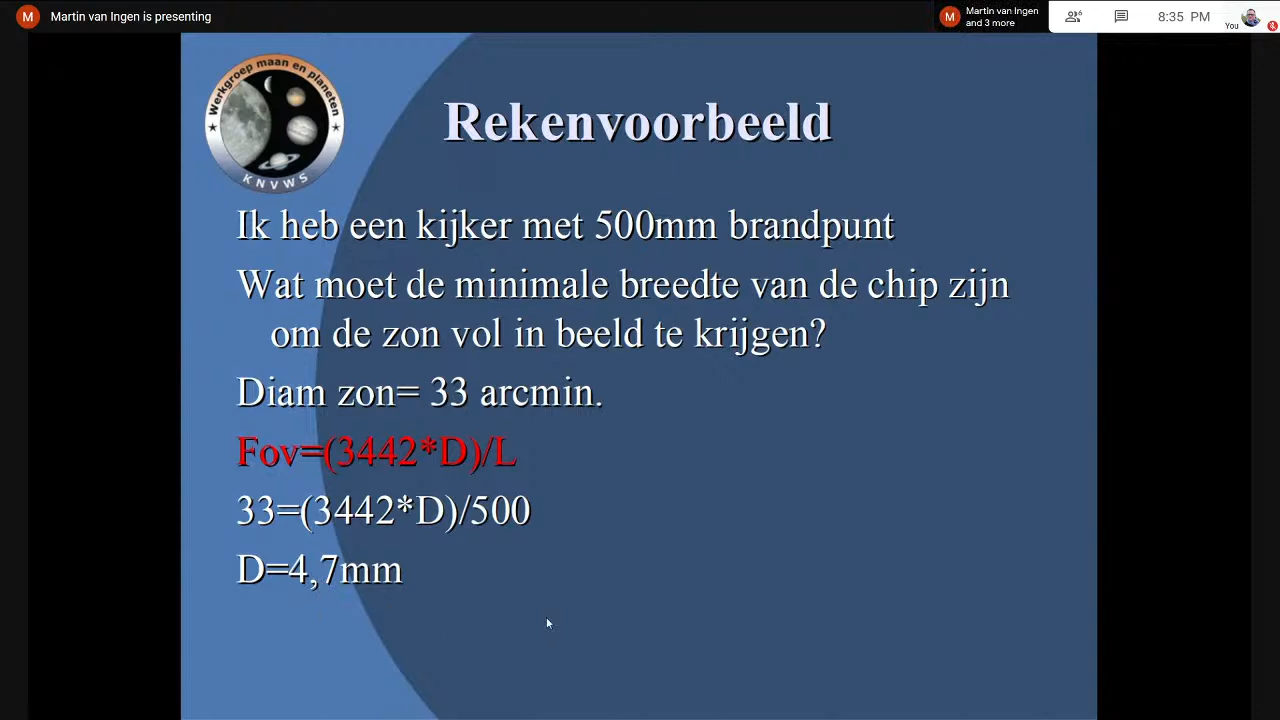 Martin van Ingen is presenting
Martin van Ingen
and 3 more
6
8:35 PM
You
Werkgroep maan en planeten
KNVWS
Rekenvoorbeeld
Ik heb een kijker met 500mm brandpunt
Wat moet de minimale breedte van de chip zijn
om de zon vol in beeld te krijgen?
Diam zon= 33 arcmin.
Fov=(3442*D)/L
33=(3442*D)/500
D=4,7mm